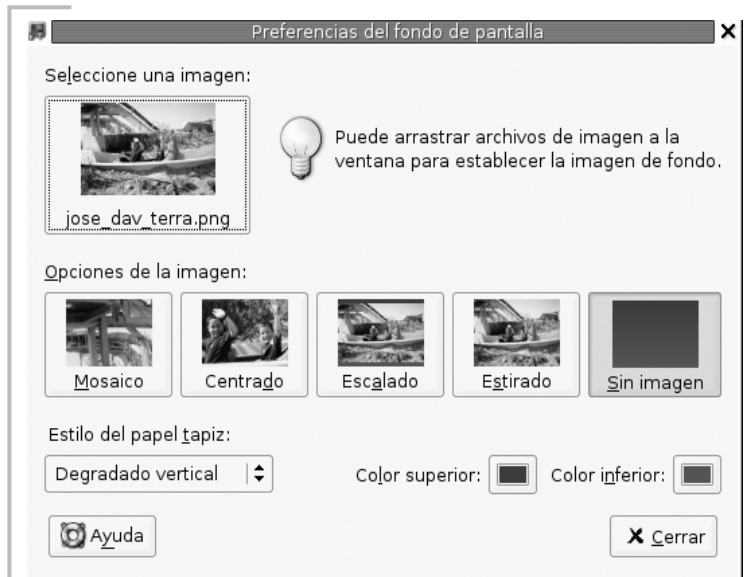 Preferencias del fondo de pantalla
Seleccione una imagen:
jose_dav_terra.png
Puede arrastrar archivos de imagen a la
ventana para establecer la imagen de fondo.
Opciones de la imagen:
Mosaico
Centrado
Escalado
Estirado
Sin imagen
Estilo del papel tapiz:
Degradado vertical
Color superior:
Color inferior:
Ayuda
Cerrar